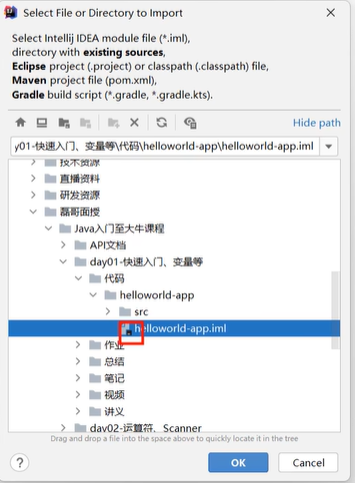 Select File or Directory to Import
Select Intellij IDEA module file (*.iml),
directory with existing sources,
Eclipse project (.project) or classpath (.classpath) file,
Maven project file (pom.xml),
Gradle build script (*.gradle, *.gradle.kts).
Hide path
y01-快速入门、变量等\代码\helloworld-app\helloworld-app.iml
技术资源
直播资料
研发资源
磊哥面授
Java入门至大牛课程
API文档
day01-快速入门、变量等
代码
helloworld-app
src
helloworld-app.iml
作业
总结
笔记
视频
讲义
day02-运算符、Scanner
Drag and drop a file into the space above to quickly locate it in the tree
?
OK
Cancel